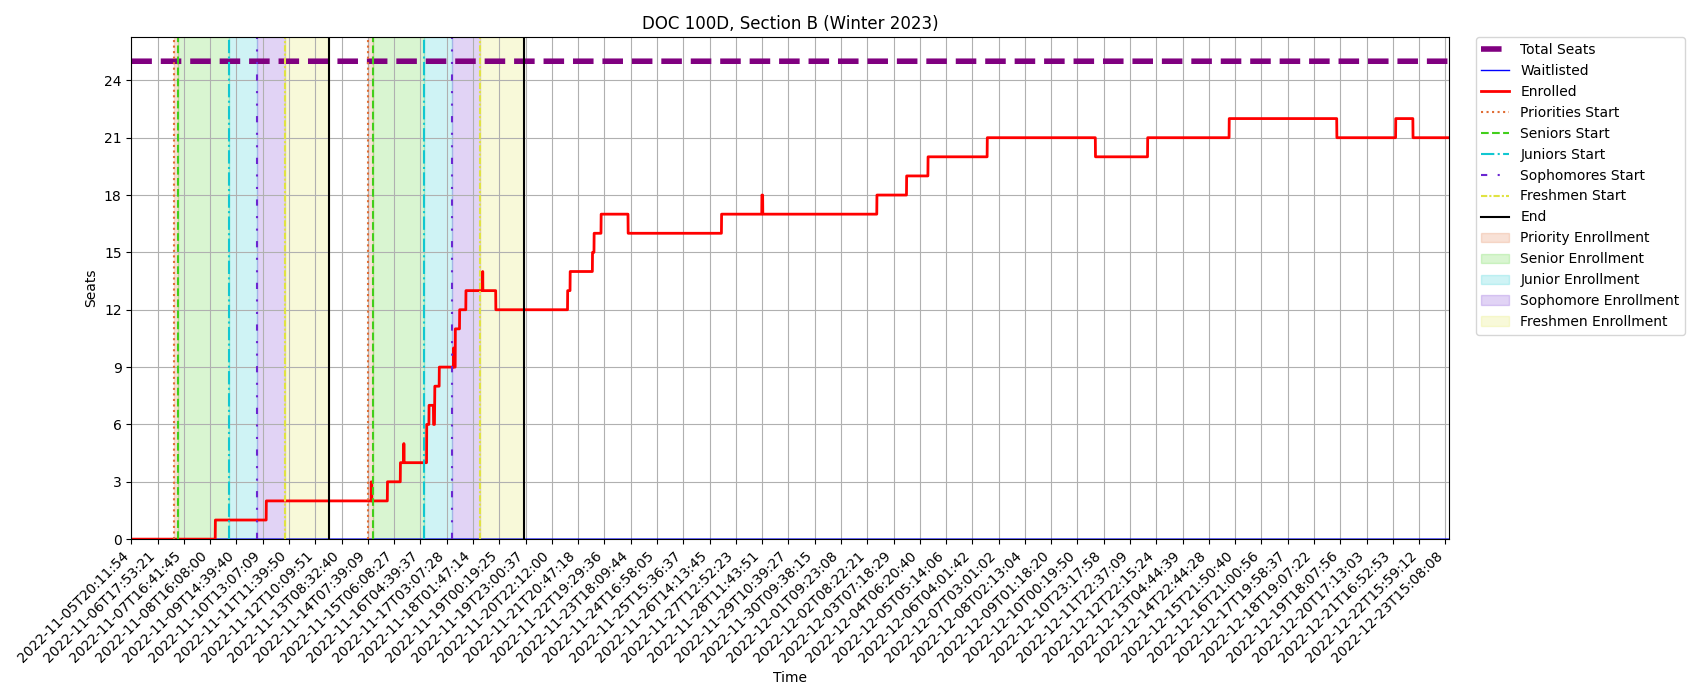 DOC 100D, Section B (Winter 2023)
Seats
24
21
18
15
12
9
6
3
0
2022-11-05T20:11:54
2022-11-06T17:53:21
2022-11-07T16:41:45
2022-11-08T16:08:00
2022-11-09T14:39:40
2022-11-10T13:07:09
2022-11-11T11:39:50
2022-11-12T10:09:51
2022-11-13T08:32:40
2022-11-14T07:39:09
2022-11-15T06:08:27
2022-11-16T04:39:37
2022-11-17T03:07:28
2022-11-18T01:47:14
2022-11-19T00:19:25
2022-11-19T23:00:37
2022-11-20T22:12:00
2022-11-21T20:47:18
2022-11-22T19:29:36
2022-11-23T18:09:44
2022-11-24T16:58:05
2022-11-25T15:36:37
2022-11-26T14:13:45
2022-11-27T12:52:23
2022-11-28T11:43:51
2022-11-29T10:39:27
2022-11-30T09:38:15
2022-12-01T09:23:08
2022-12-02T08:22:21
2022-12-03T07:18:29
2022-12-04T06:20:40
2022-12-05T05:14:06
2022-12-06T04:01:42
2022-12-07T03:01:02
2022-12-08T02:13:04
2022-12-09T01:18:20
2022-12-10T00:19:50
2022-12-10T23:17:58
2022-12-11T22:37:09
2022-12-12T22:15:24
2022-12-13T04:44:39
2022-12-14T22:44:28
2022-12-15T21:50:40
2022-12-16T21:00:56
2022-12-17T19:58:37
2022-12-18T19:07:22
2022-12-19T18:07:56
2022-12-20T17:13:03
2022-12-21T16:52:53
2022-12-22T15:59:12
2022-12-23T15:08:08
Time
Total Seats
Waitlisted
Enrolled
Priorities Start
Seniors Start
Juniors Start
Sophomores Start
Freshmen Start
End
Priority Enrollment
Senior Enrollment
Junior Enrollment
Sophomore Enrollment
Freshmen Enrollment